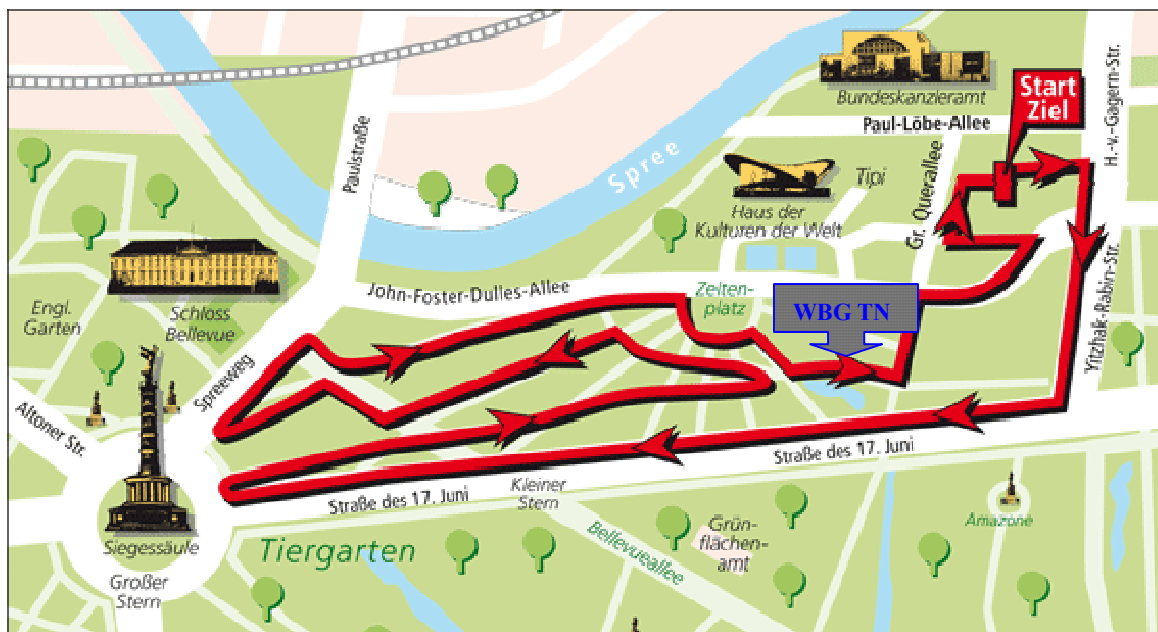 Bundeskanzleramt
Start
Ziel
Paul-Löbe-Allee
H.-v.-Gagern-Str.
Paulstraße
Spree
Tipi
Haus der
Kulturen der Welt
Gr. Querallee
Yitzhak-Rabin-Str.
John-Foster-Dulles-Allee
Zelten-
platz
WBG TN
Engl.
Garten
Schloss
Bellevue
Spreeweg
Altoner Str.
Straße des 17. Juni
Straße des 17. Juni
Kleiner
Stern
Siegessäule
Großer
Stern
Tiergarten
Bellevueallee
Grün-
flächen-
amt
Amazone